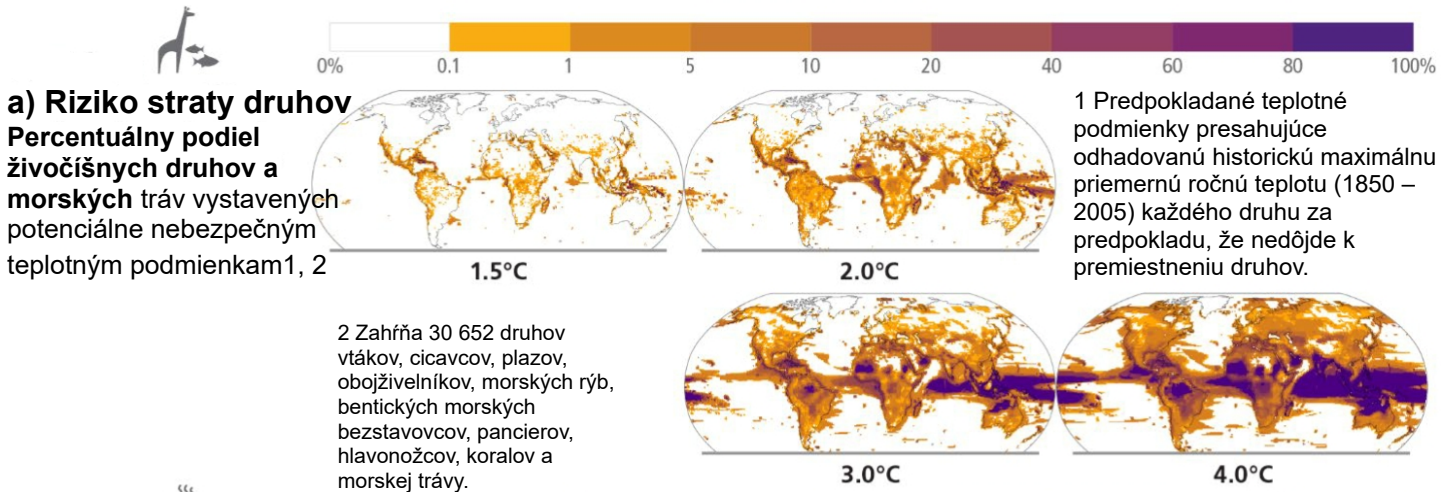 0% 0.1 1 5 10 20 40 60 80 100%
a) Riziko straty druhov
Percentuálny podiel
živočíšnych druhov a
morských tráv vystavených
potenciálne nebezpečným
teplotným podmienkam1, 2
1.5°C
2.0°C
1 Predpokladané teplotné
podmienky presahujúce
odhadovanú historickú maximálnu
priemernú ročnú teplotu (1850 –
2005) každého druhu za
predpokladu, že nedôjde k
premiestneniu druhov.
2 Zahŕňa 30 652 druhov
vtákov, cicavcov, plazov,
obojživelníkov, morských rýb,
bentických morských
bezstavovcov, pancierov,
hlavonožcov, koralov a
morskej trávy.
3.0°C
4.0°C